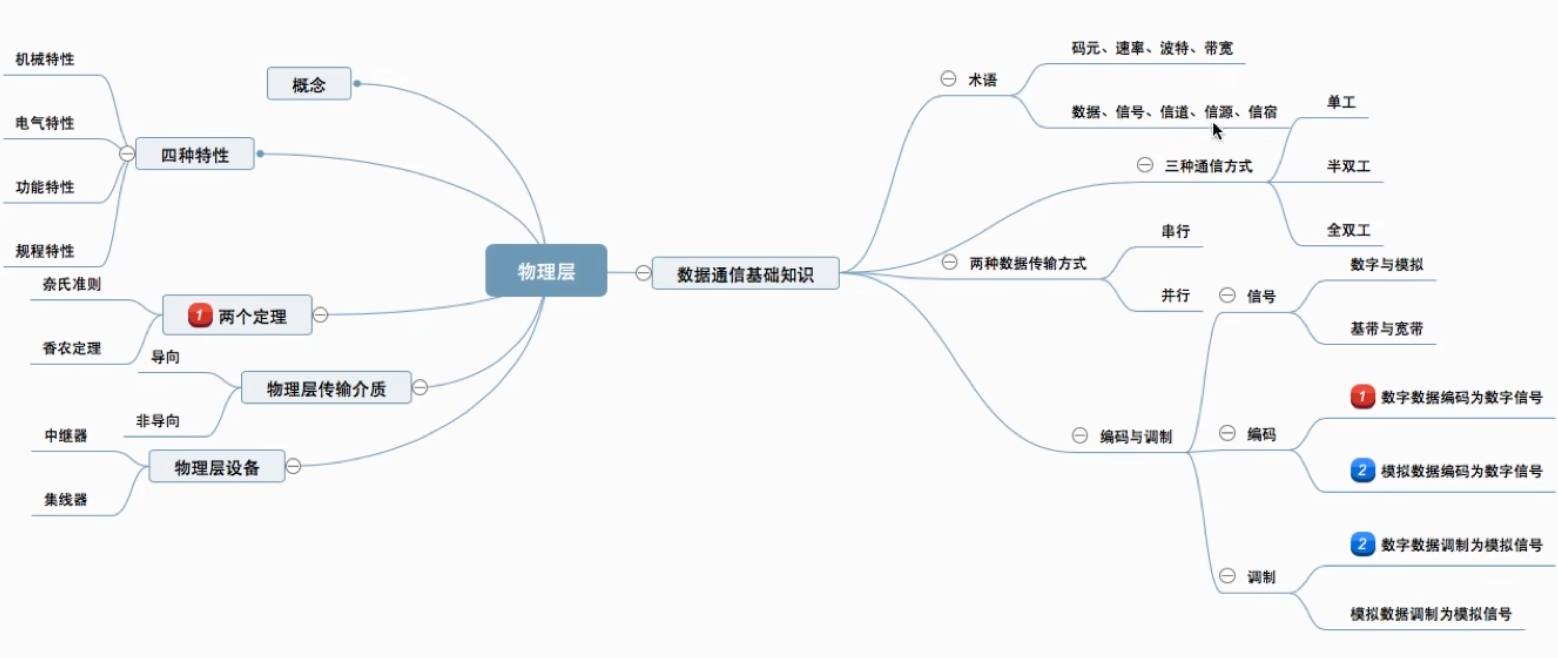 物理层
概念
四种特性
机械特性
电气特性
功能特性
规程特性
1 两个定理
奈氏准则
香农定理
物理层传输介质
导向
非导向
物理层设备
中继器
集线器
数据通信基础知识
术语
码元、速率、波特、带宽
数据、信号、信道、信源、信宿
三种通信方式
单工
半双工
全双工
两种数据传输方式
串行
并行
编码与调制
信号
数字与模拟
基带与宽带
编码
1 数字数据编码为数字信号
2 模拟数据编码为数字信号
调制
2 数字数据调制为模拟信号
模拟数据调制为模拟信号